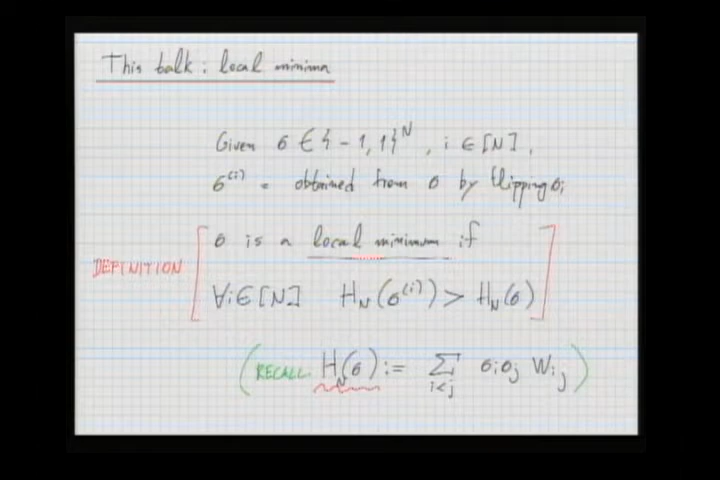 This talk : local minima
Given σ ∈ {-1,1}^N , i ∈ [N] ,
σ^(i) = obtained from σ by flipping σ_i
σ is a local minimum if
DEFINITION
∀i∈[N] H_N(σ^(i)) > H_N(σ)
(RECALL H_N(σ) := Σ_{i<j} σ_i σ_j W_ij)